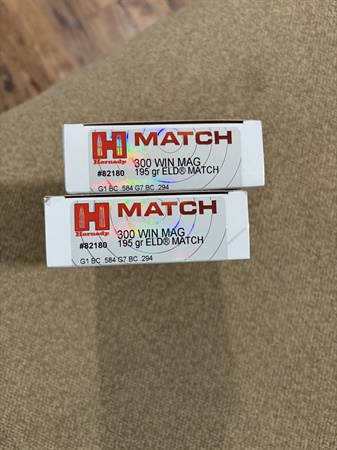 H MATCH
Hornady
300 WIN MAG
#82180 195 gr ELD® MATCH
G1 BC .584 G7 BC .294
H MATCH
Hornady
300 WIN MAG
#82180 195 gr ELD® MATCH
G1 BC .584 G7 BC .294